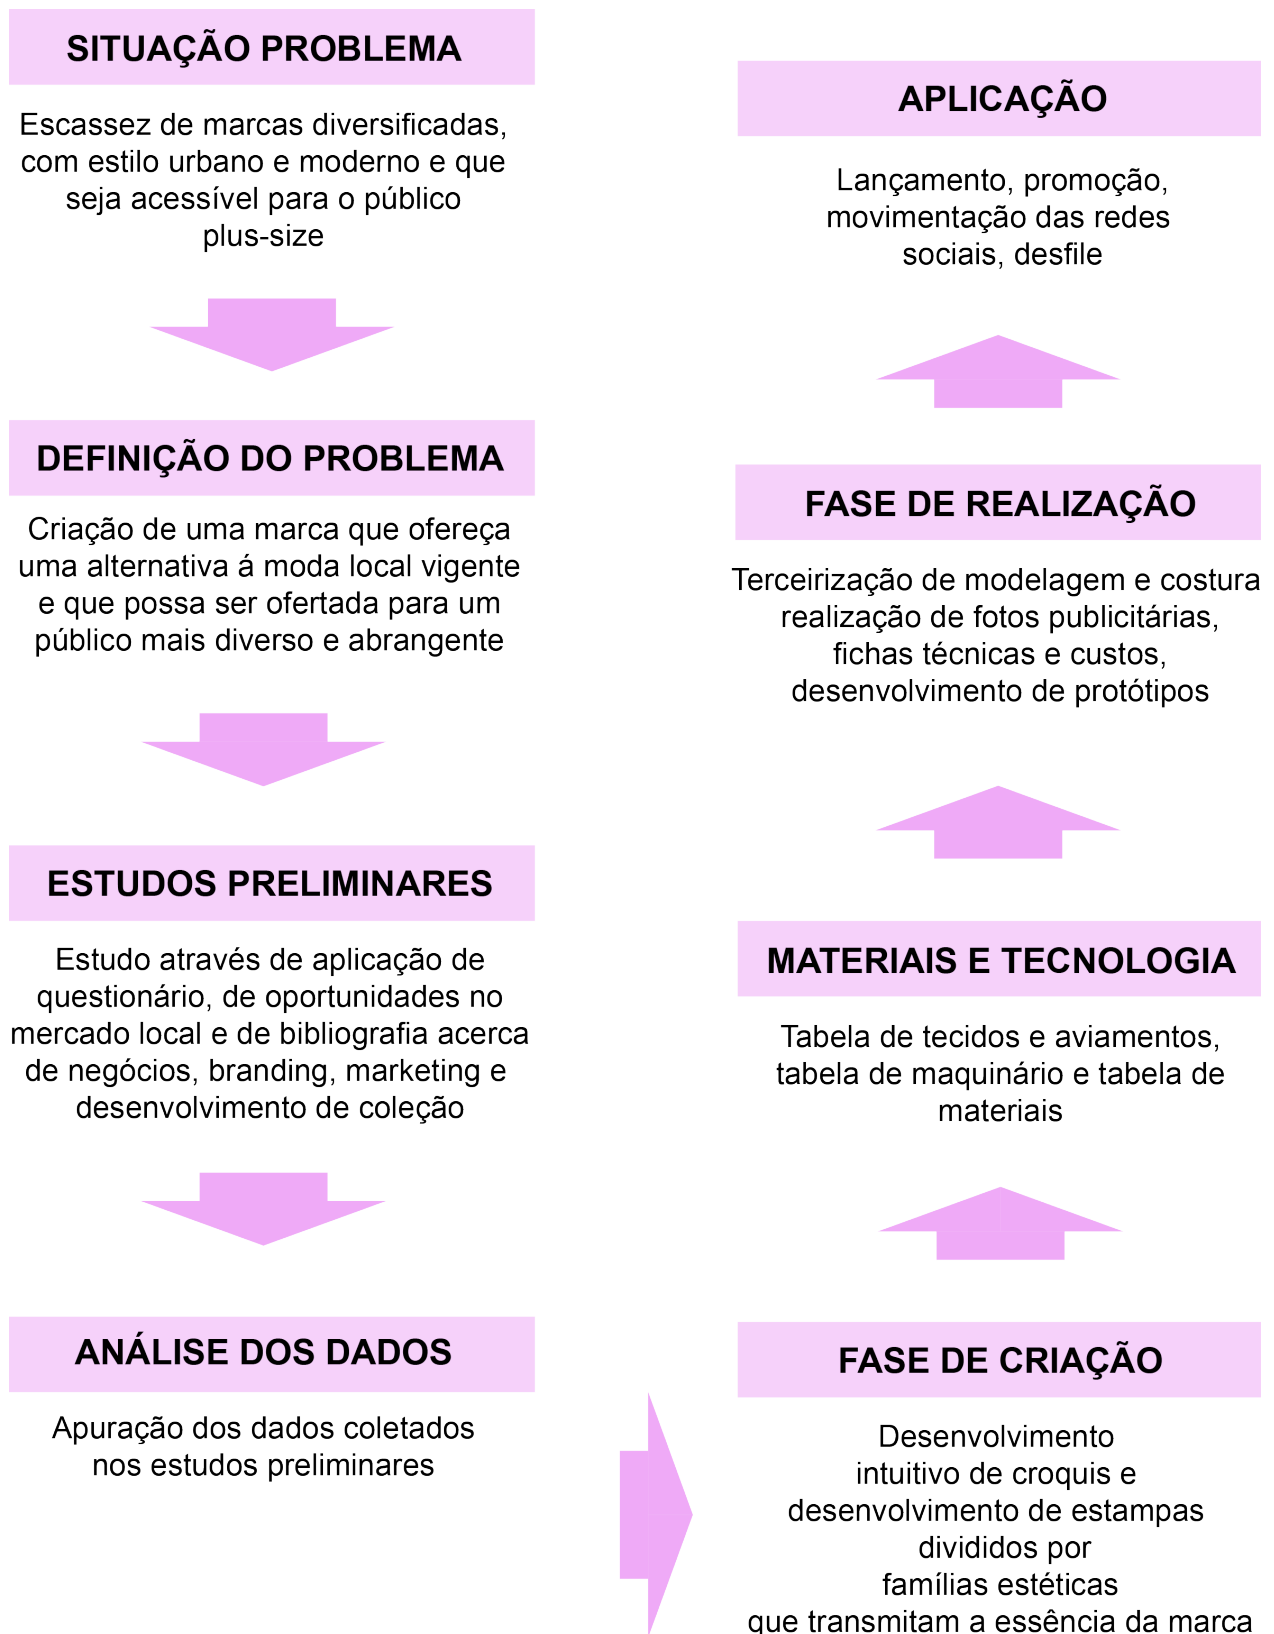 SITUAÇÃO PROBLEMA
Escassez de marcas diversificadas,
com estilo urbano e moderno e que
seja acessível para o público
plus-size
DEFINIÇÃO DO PROBLEMA
Criação de uma marca que ofereça
uma alternativa á moda local vigente
e que possa ser ofertada para um
público mais diverso e abrangente
ESTUDOS PRELIMINARES
Estudo através de aplicação de
questionário, de oportunidades no
mercado local e de bibliografia acerca
de negócios, branding, marketing e
desenvolvimento de coleção
ANÁLISE DOS DADOS
Apuração dos dados coletados
nos estudos preliminares
FASE DE CRIAÇÃO
Desenvolvimento
intuitivo de croquis e
desenvolvimento de estampas
divididos por
famílias estéticas
que transmitam a essência da marca
MATERIAIS E TECNOLOGIA
Tabela de tecidos e aviamentos,
tabela de maquinário e tabela de
materiais
FASE DE REALIZAÇÃO
Terceirização de modelagem e costura
realização de fotos publicitárias,
fichas técnicas e custos,
desenvolvimento de protótipos
APLICAÇÃO
Lançamento, promoção,
movimentação das redes
sociais, desfile